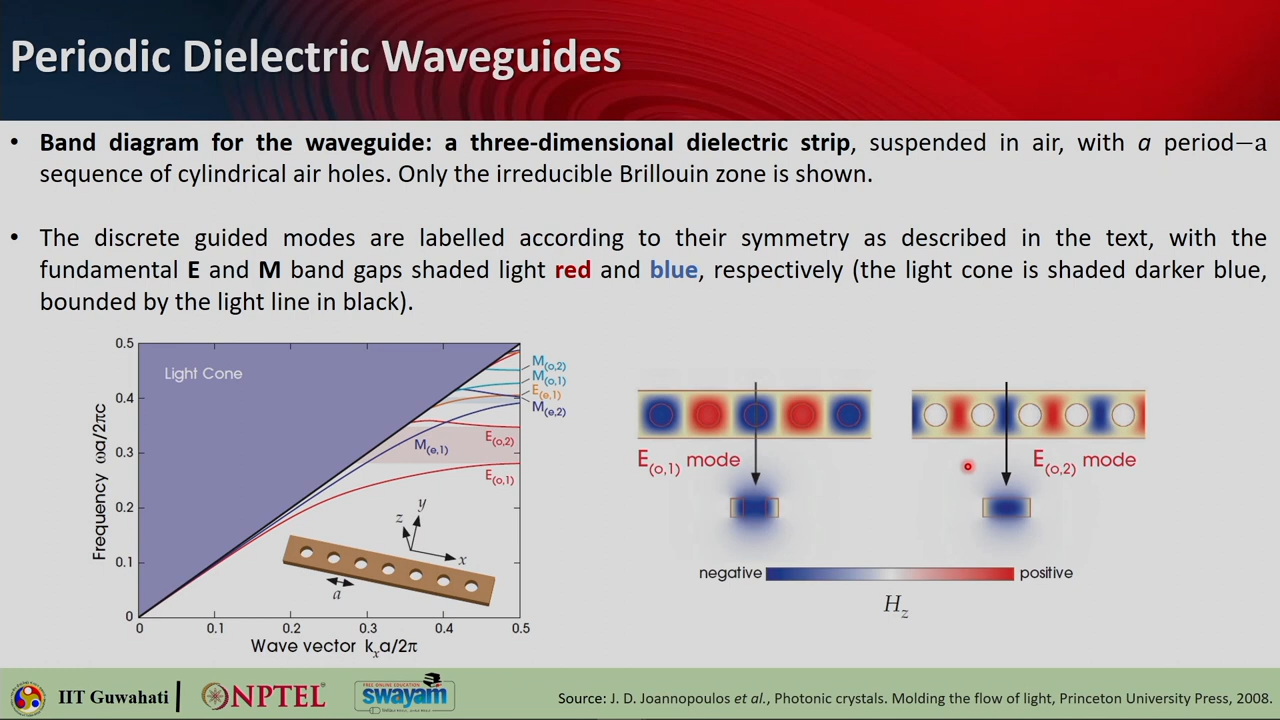 Periodic Dielectric Waveguides
• Band diagram for the waveguide: a three-dimensional dielectric strip, suspended in air, with a period−a
sequence of cylindrical air holes. Only the irreducible Brillouin zone is shown.
• The discrete guided modes are labelled according to their symmetry as described in the text, with the
fundamental E and M band gaps shaded light red and blue, respectively (the light cone is shaded darker blue,
bounded by the light line in black).
Frequency ωa/2πc
0.5
0.4
0.3
0.2
0.1
0
Light Cone
M(o,2)
M(o,1)
E(e,1)
M(e,2)
E(o,2)
M(e,1)
E(o,1)
z
y
x
a
0
0.1
0.2
0.3
0.4
0.5
Wave vector kxa/2π
E(o,1) mode
E(o,2) mode
negative
positive
Hz
IIT Guwahati
NPTEL
FREE ONLINE EDUCATION
swayam
Source: J. D. Joannopoulos et al., Photonic crystals. Molding the flow of light, Princeton University Press, 2008.